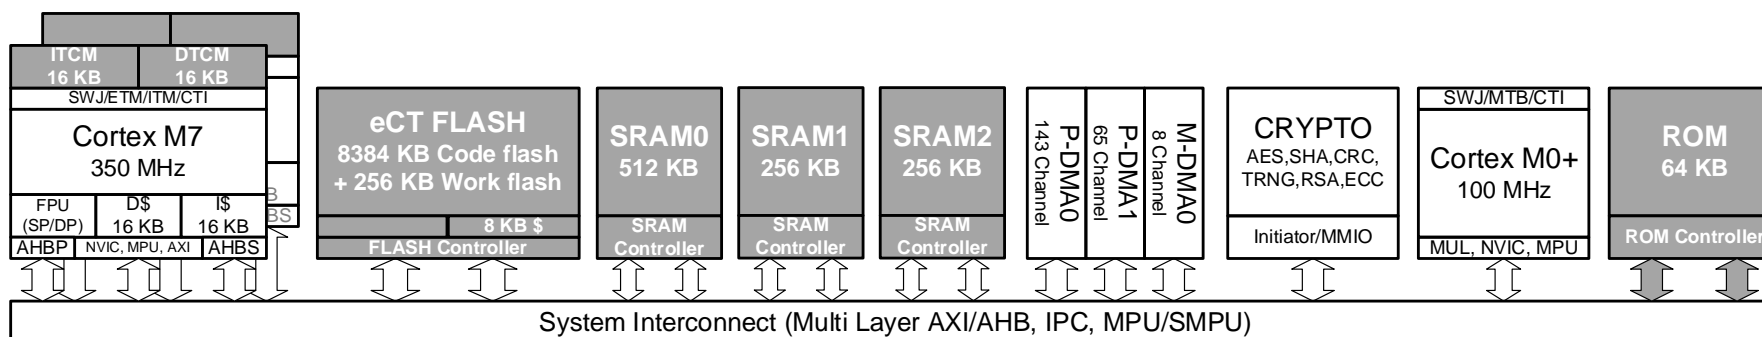 ITCM
16 KB
DTCM
16 KB
SWJ/ETM/ITM/CTI
Cortex M7
350 MHz
FPU
(SP/DP)
D$
16 KB
I$
16 KB
AHBP
NVIC, MPU, AXI
AHBS
B
BS
eCT FLASH
8384 KB Code flash
+ 256 KB Work flash
8 KB $
FLASH Controller
SRAM0
512 KB
SRAM
Controller
SRAM1
256 KB
SRAM
Controller
SRAM2
256 KB
SRAM
Controller
P-DMA0
143 Channel
P-DMA1
65 Channel
M-DMA0
8 Channel
CRYPTO
AES,SHA,CRC,
TRNG,RSA,ECC
Initiator/MMIO
SWJ/MTB/CTI
Cortex M0+
100 MHz
MUL, NVIC, MPU
ROM
64 KB
ROM Controller
System Interconnect (Multi Layer AXI/AHB, IPC, MPU/SMPU)